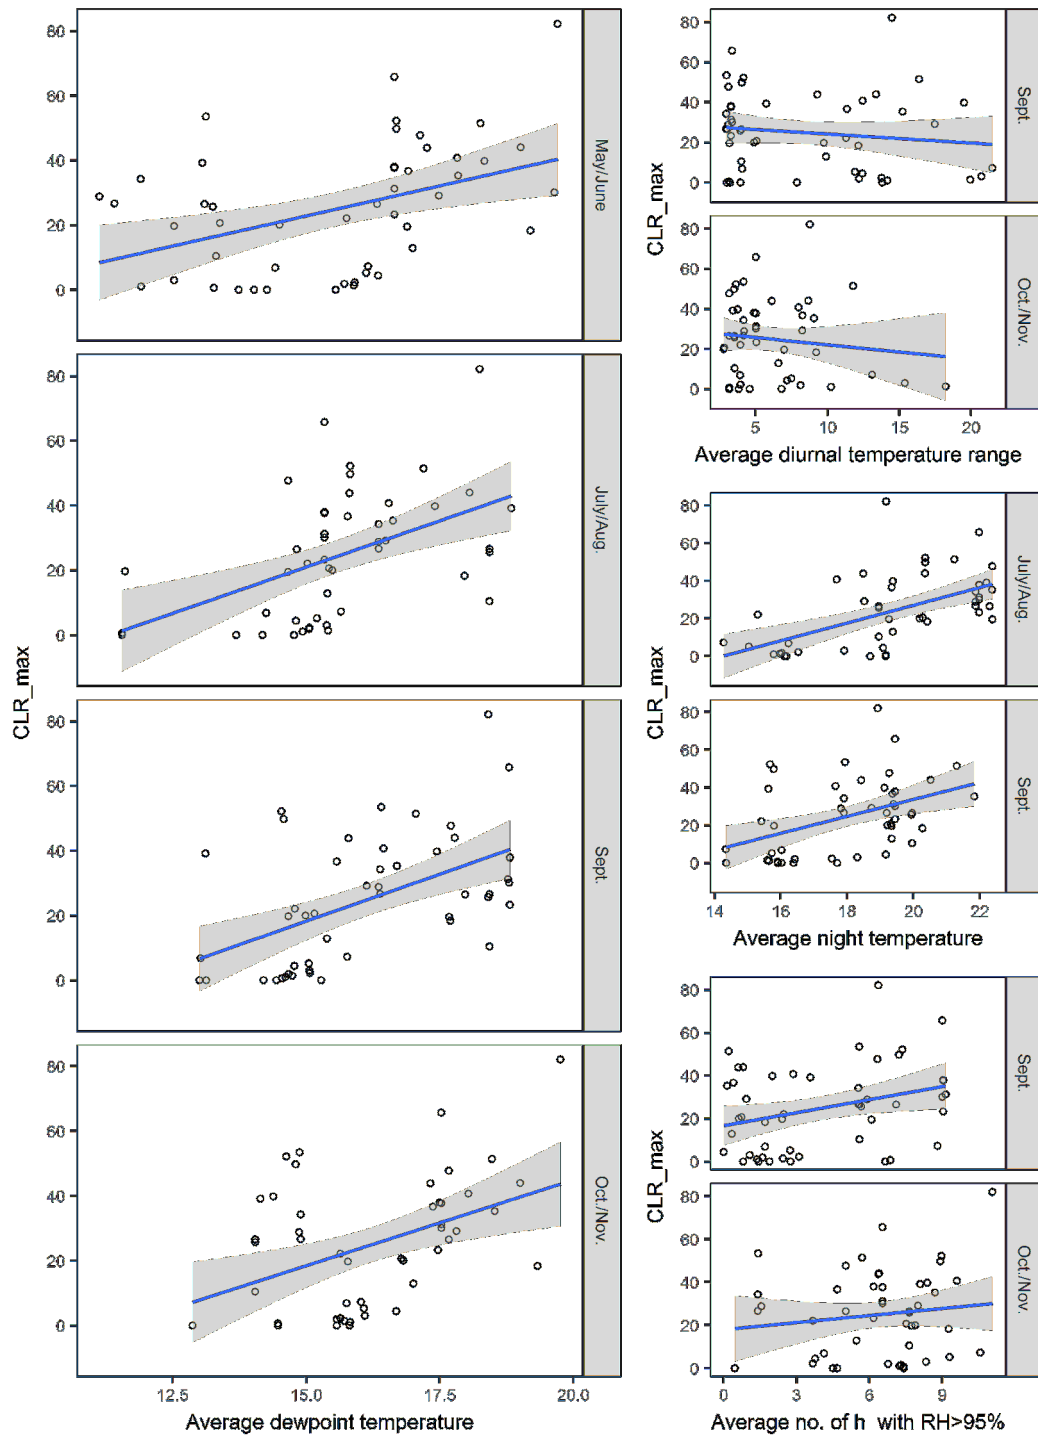 80
60
40
20
0
May/June
80
60
40
20
0
July/Aug.
CLR_max
80
60
40
20
0
Sept.
80
60
40
20
0
Oct./Nov.
12.5 15.0 17.5 20.0
Average dewpoint temperature
80
60
40
20
0
Sept.
CLR_max
80
60
40
20
0
Oct./Nov.
5 10 15 20
Average diurnal temperature range
80
60
40
20
0
July/Aug.
CLR_max
80
60
40
20
0
Sept.
14 16 18 20 22
Average night temperature
80
60
40
20
0
Sept.
CLR_max
80
60
40
20
0
Oct./Nov.
0 3 6 9
Average no. of h with RH>95%